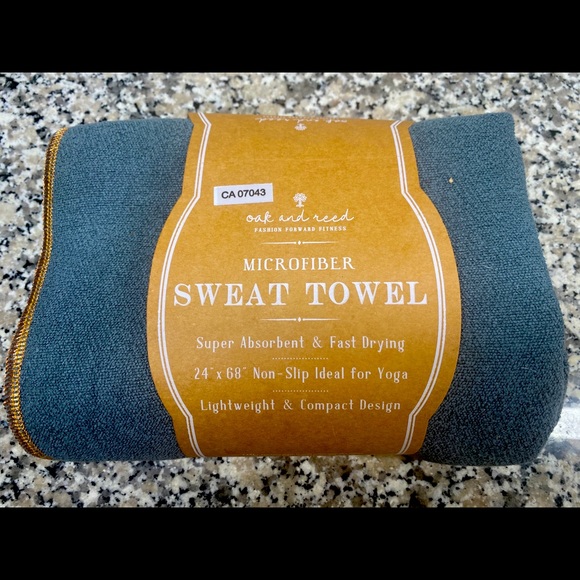 CA 07043
oak and reed
FASHION FORWARD FITNESS
MICROFIBER
SWEAT TOWEL
Super Absorbent & Fast Drying
24" x 68" Non-Slip Ideal for Yoga
Lightweight & Compact Design